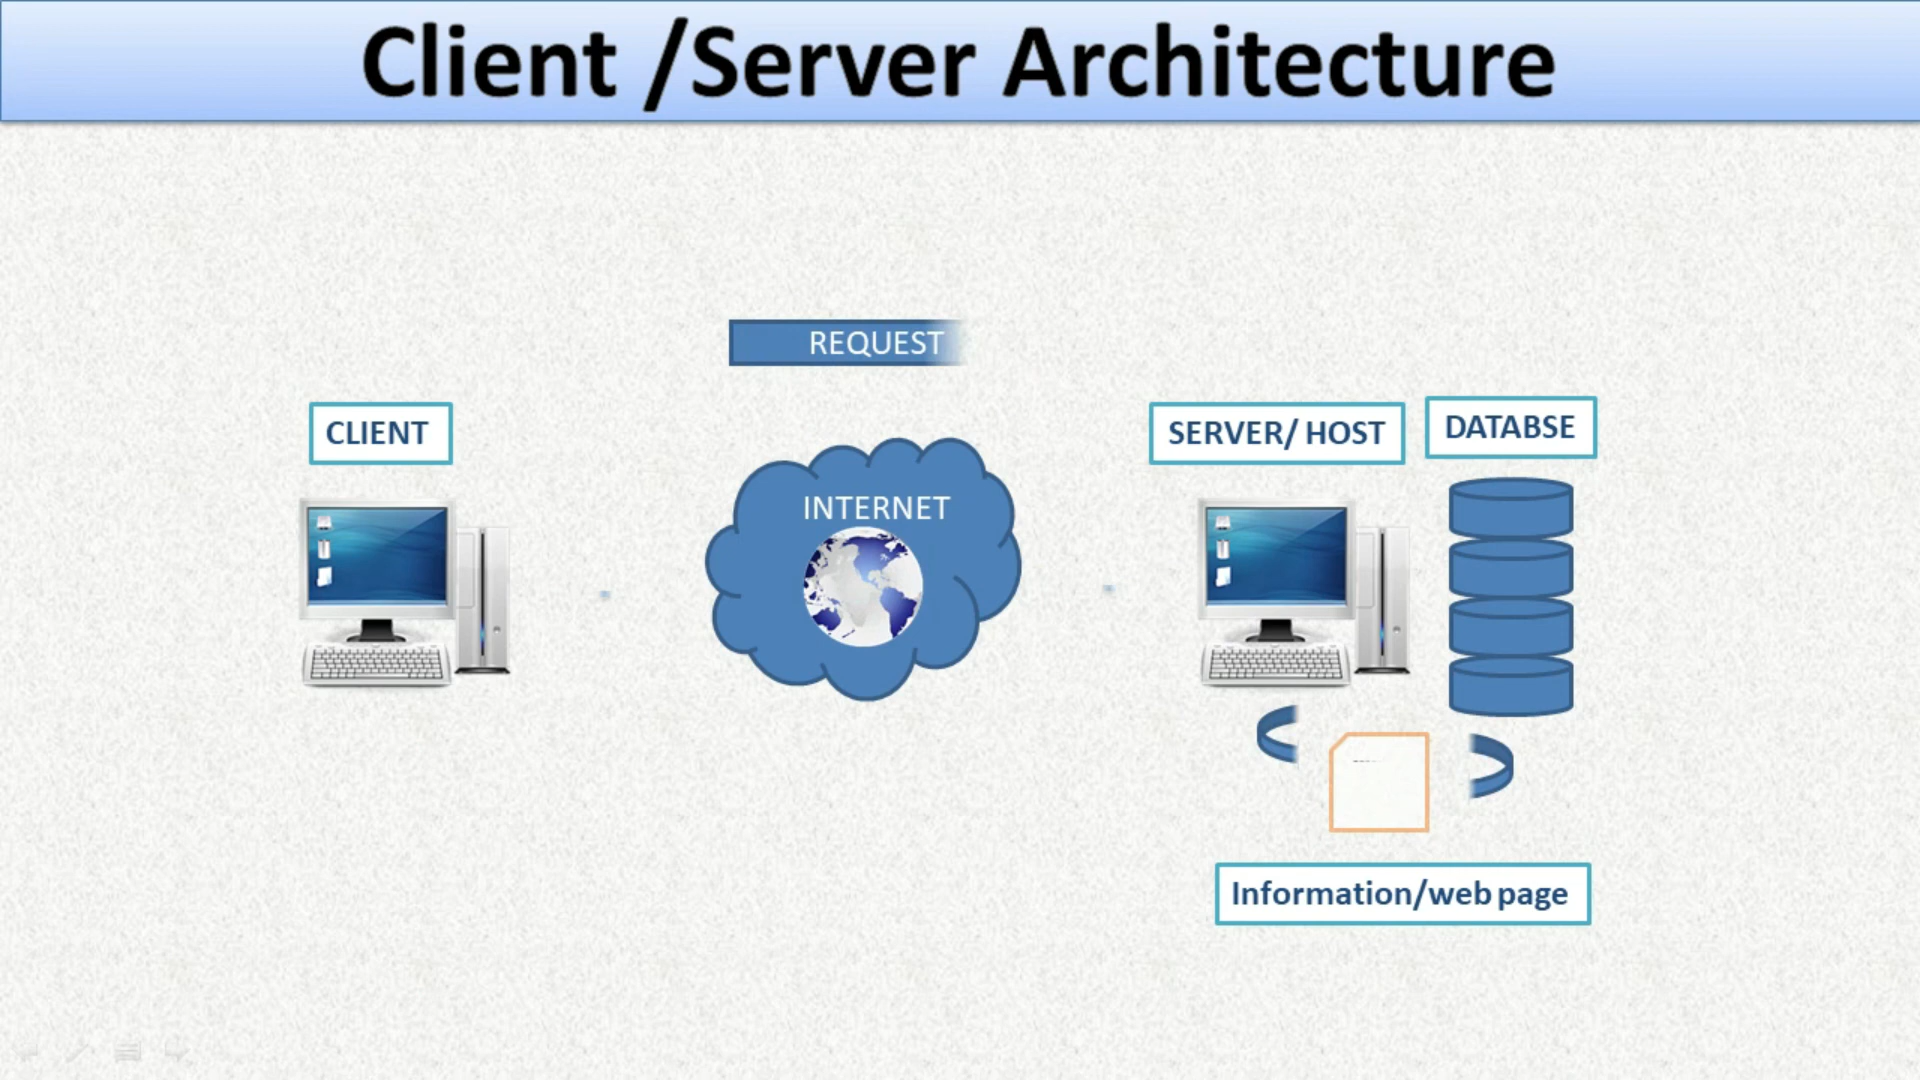 Client /Server Architecture
REQUEST
CLIENT
INTERNET
SERVER/ HOST
DATABSE
Information/web page